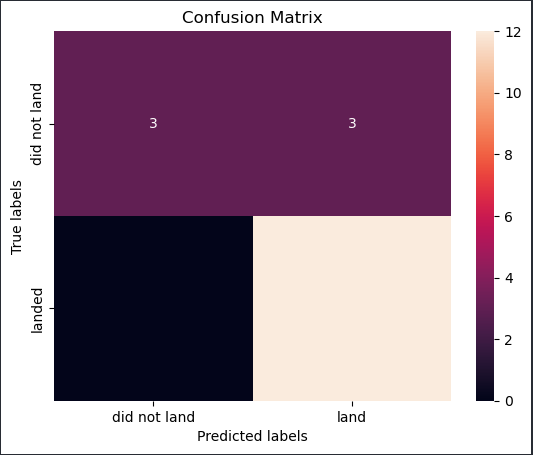 Confusion Matrix
True labels
did not land
landed
3 3
did not land land
Predicted labels
12
10
8
6
4
2
0